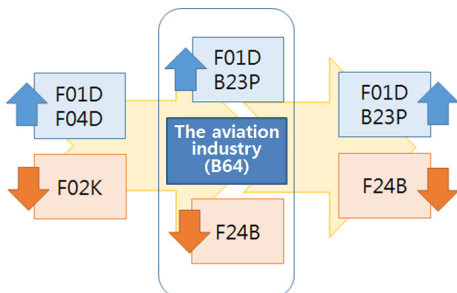 F01D
F04D
F02K
F01D
B23P
The aviation
industry
(B64)
F24B
F01D
B23P
F24B